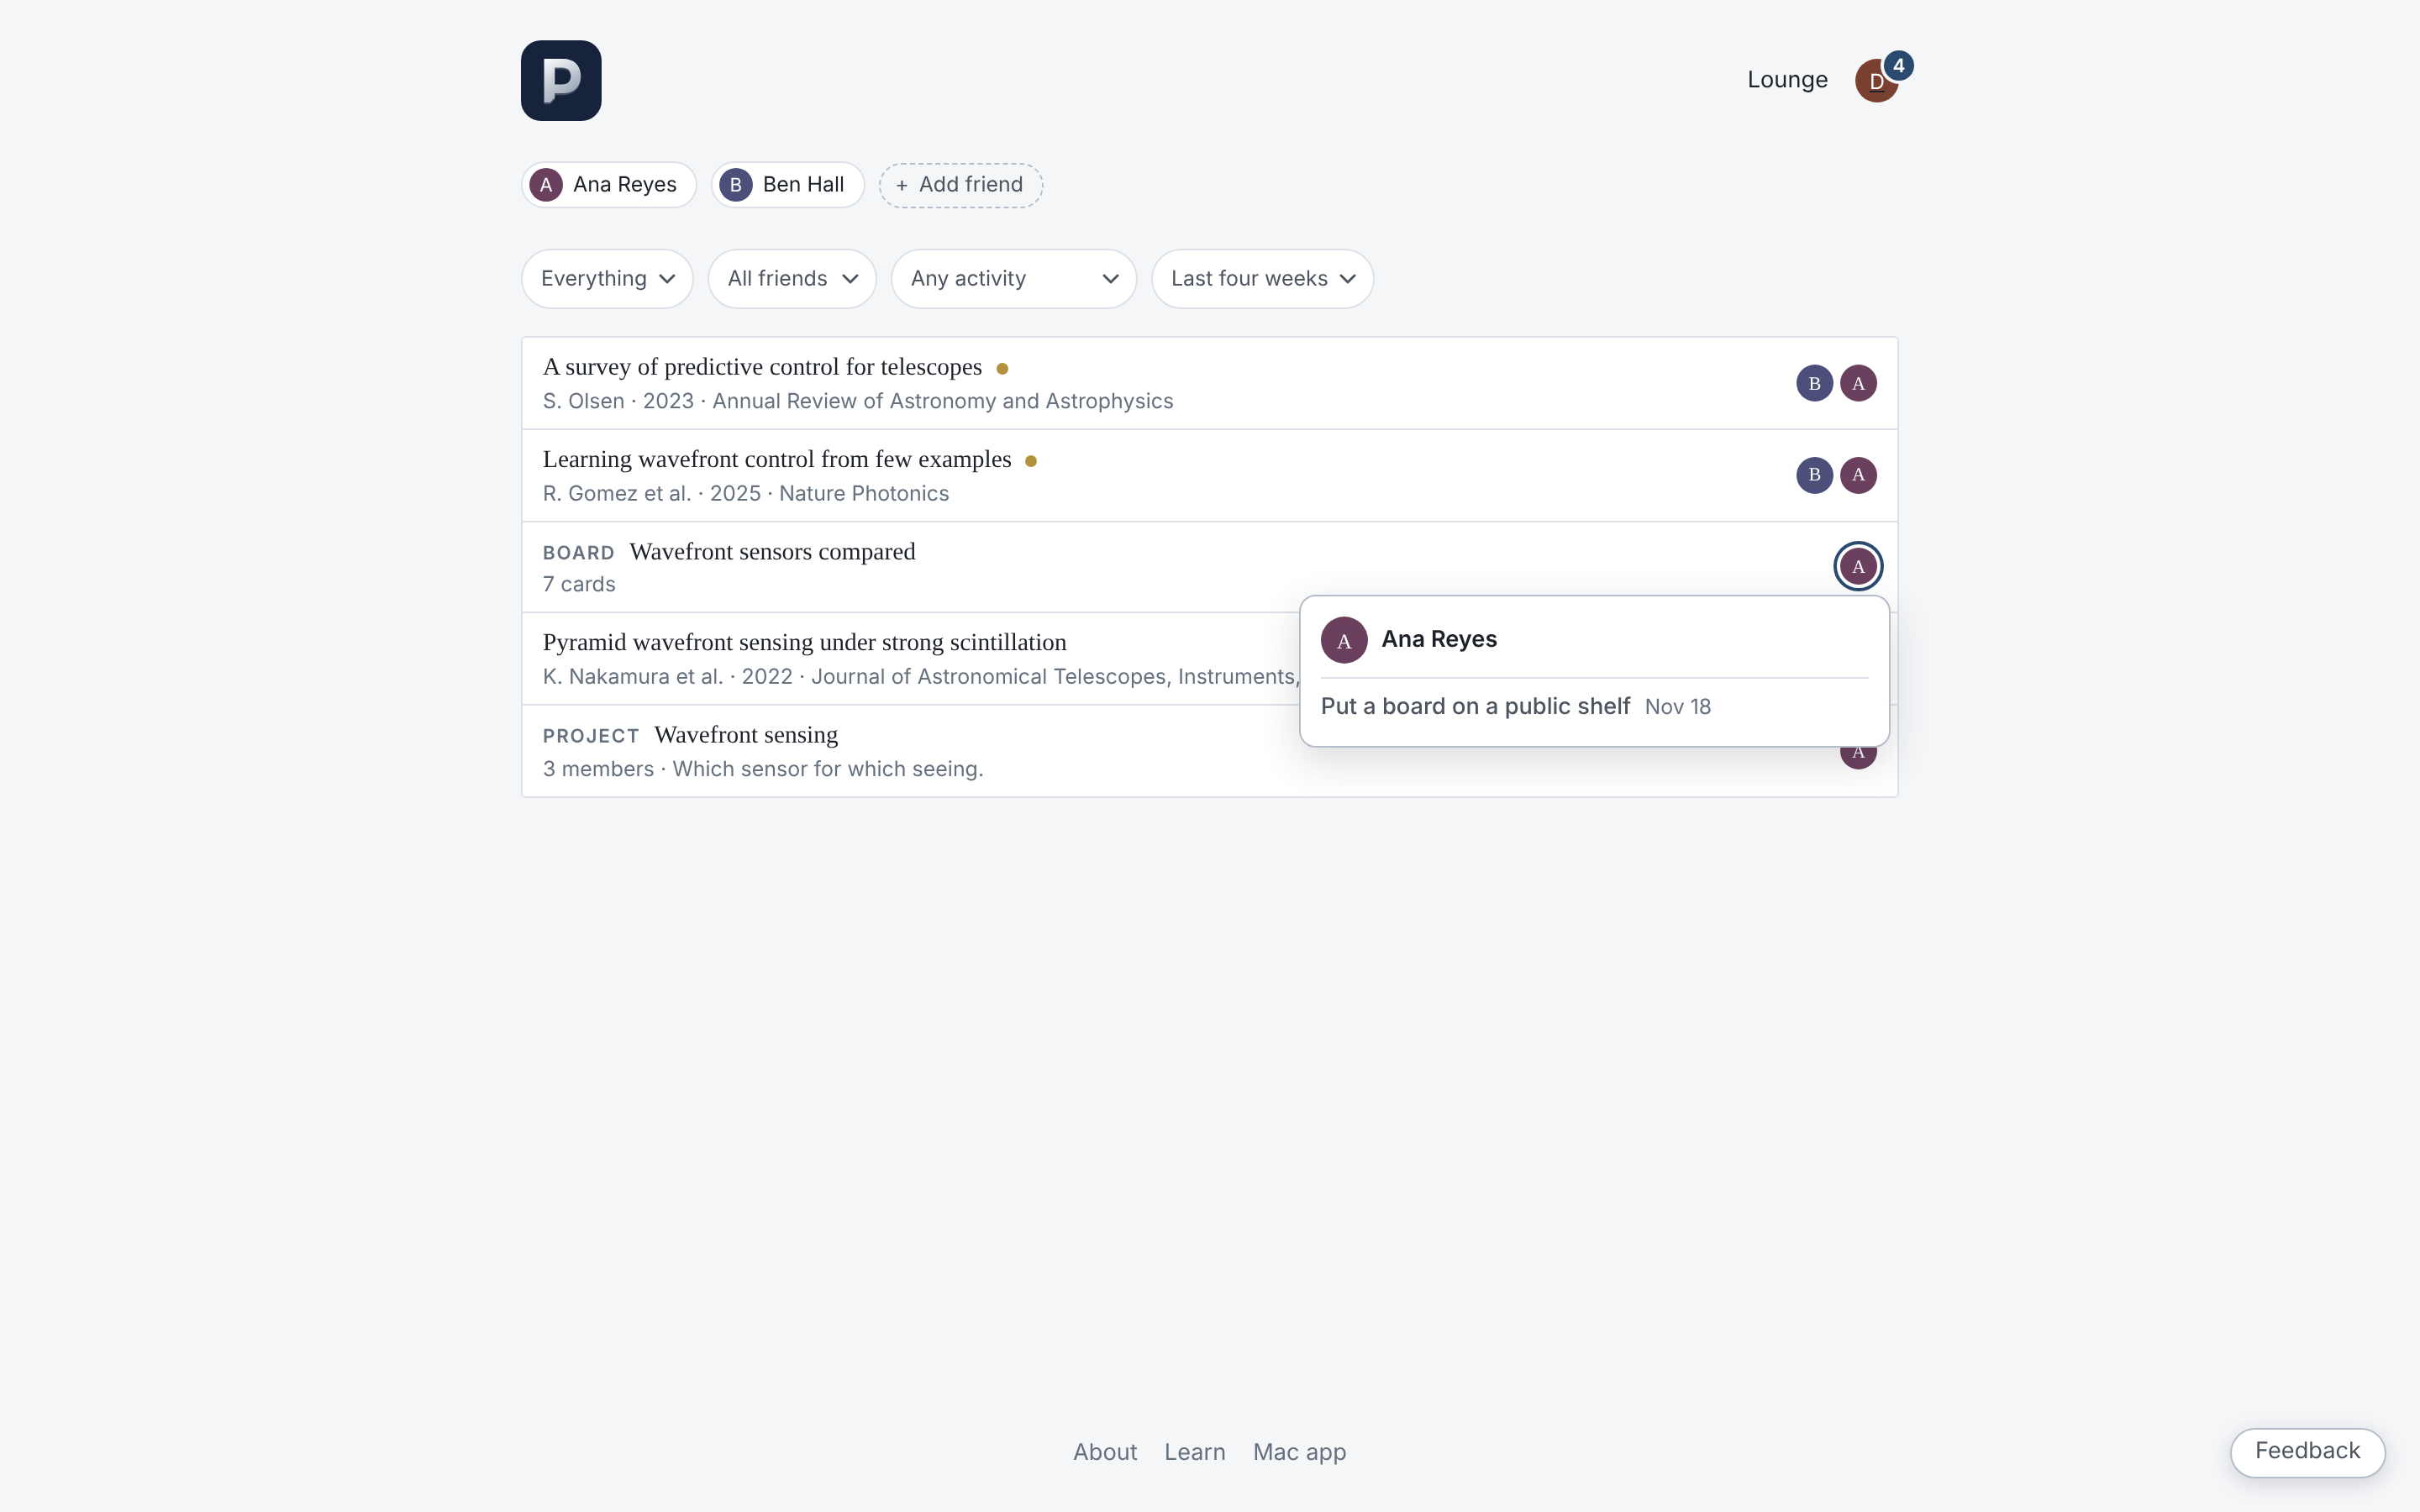 P
Lounge
D
4
A Ana Reyes
B Ben Hall
+ Add friend
Everything
All friends
Any activity
Last four weeks
A survey of predictive control for telescopes
S. Olsen · 2023 · Annual Review of Astronomy and Astrophysics
B A
Learning wavefront control from few examples
R. Gomez et al. · 2025 · Nature Photonics
B A
BOARD Wavefront sensors compared
7 cards
A
Pyramid wavefront sensing under strong scintillation
K. Nakamura et al. · 2022 · Journal of Astronomical Telescopes, Instruments,
A Ana Reyes
Put a board on a public shelf Nov 18
PROJECT Wavefront sensing
3 members · Which sensor for which seeing.
A
About Learn Mac app
Feedback